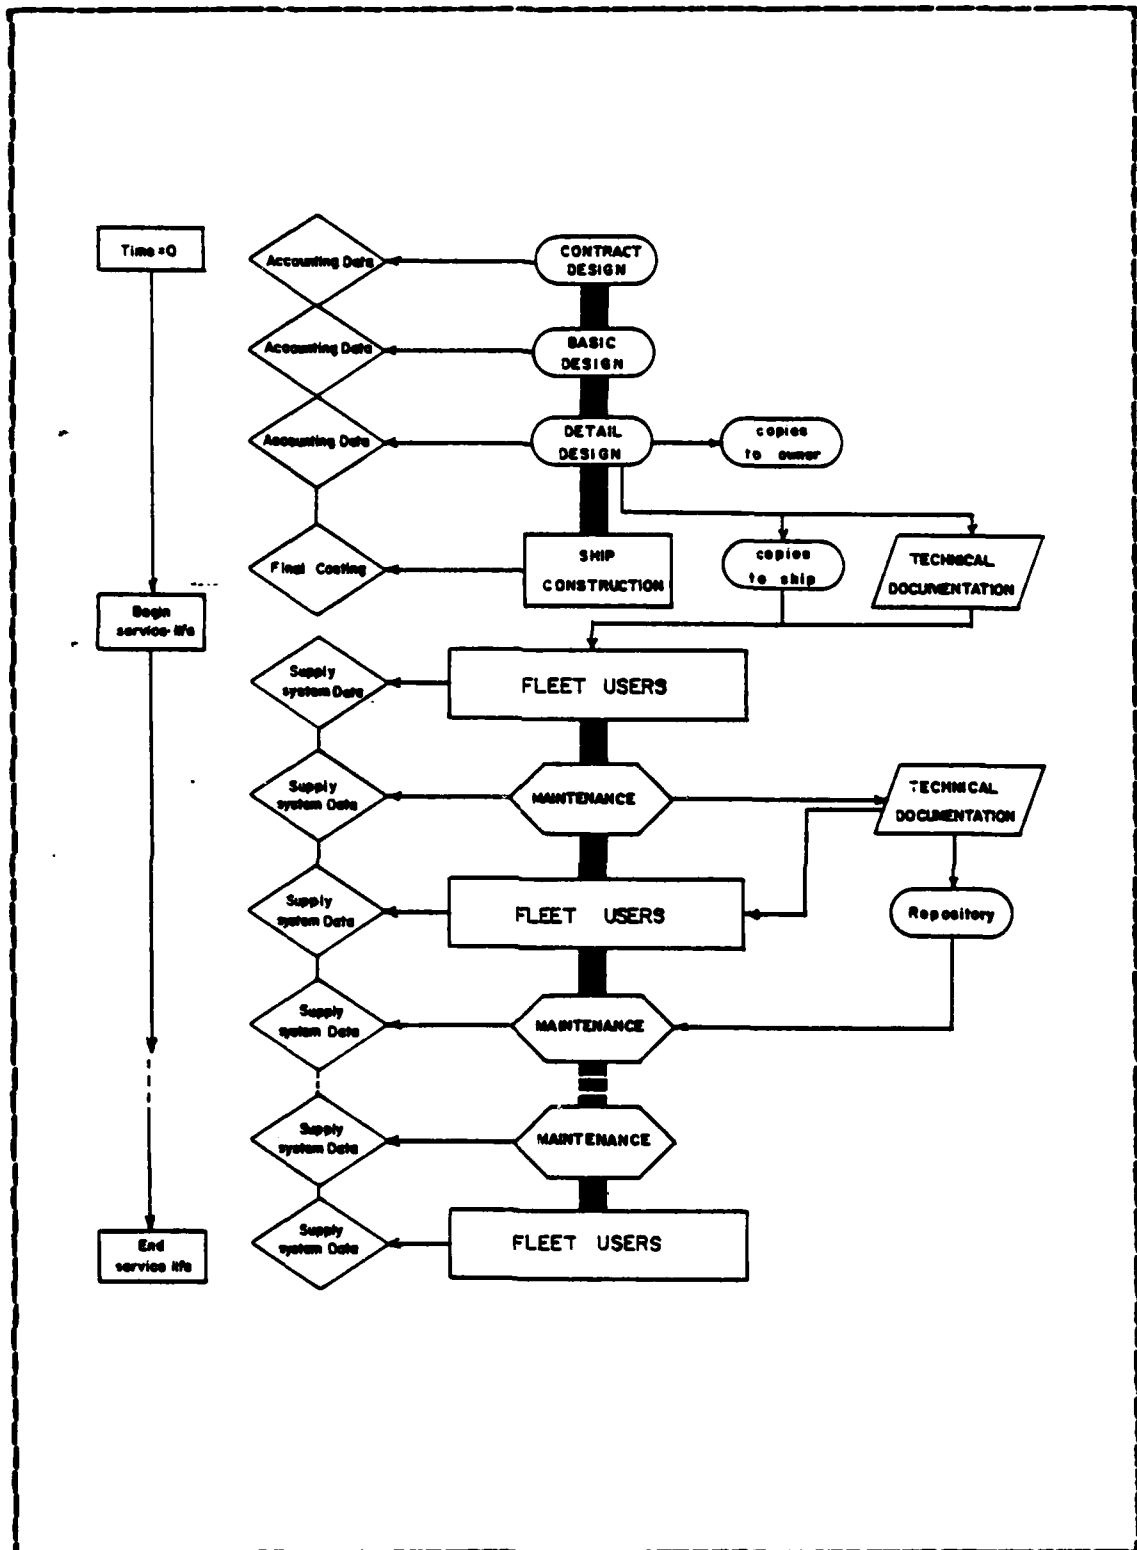 Time=0
Accounting Data
CONTRACT
DESIGN
Accounting Data
BASIC
DESIGN
Accounting Data
DETAIL
DESIGN
copies
to owner
Final Costing
SHIP
CONSTRUCTION
copies
to ship
TECHNICAL
DOCUMENTATION
Begin
service-life
Supply
system Data
FLEET USERS
Supply
system Data
MAINTENANCE
TECHNICAL
DOCUMENTATION
Supply
system Data
FLEET USERS
Repository
Supply
system Data
MAINTENANCE
Supply
system Data
MAINTENANCE
End
service life
Supply
system Data
FLEET USERS